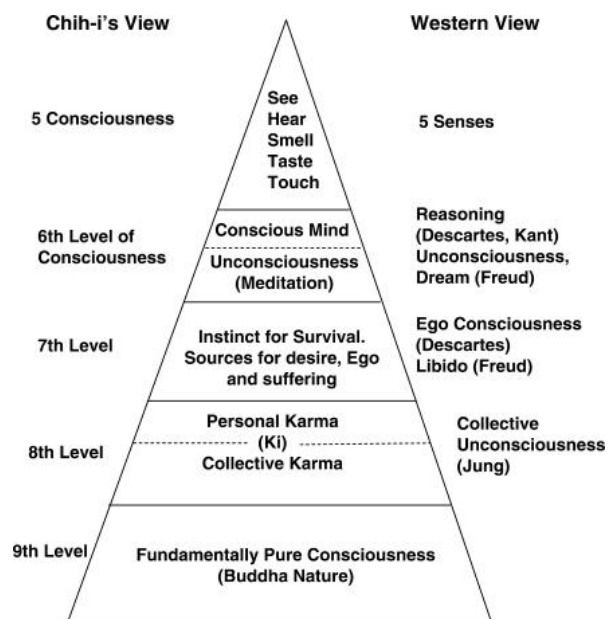 Chih-i's View
Western View
5 Consciousness
See
Hear
Smell
Taste
Touch
5 Senses
6th Level of
Consciousness
Conscious Mind
Unconsciousness
(Meditation)
Reasoning
(Descartes, Kant)
Unconsciousness,
Dream (Freud)
7th Level
Instinct for Survival.
Sources for desire, Ego
and suffering
Ego Consciousness
(Descartes)
Libido (Freud)
8th Level
Personal Karma
(Ki)
Collective Karma
Collective
Unconsciousness
(Jung)
9th Level
Fundamentally Pure Consciousness
(Buddha Nature)